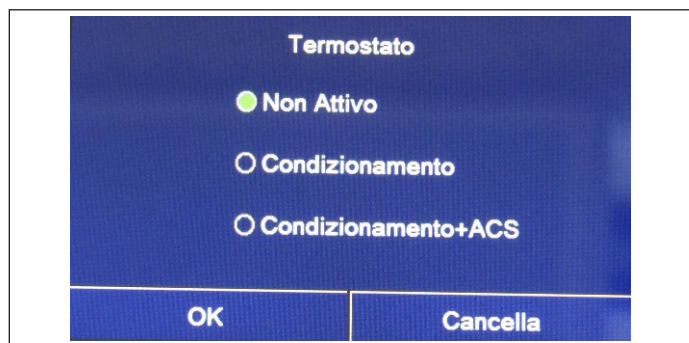 Termostato
Non Attivo
Condizionamento
Condizionamento+ACS
OK
Cancella